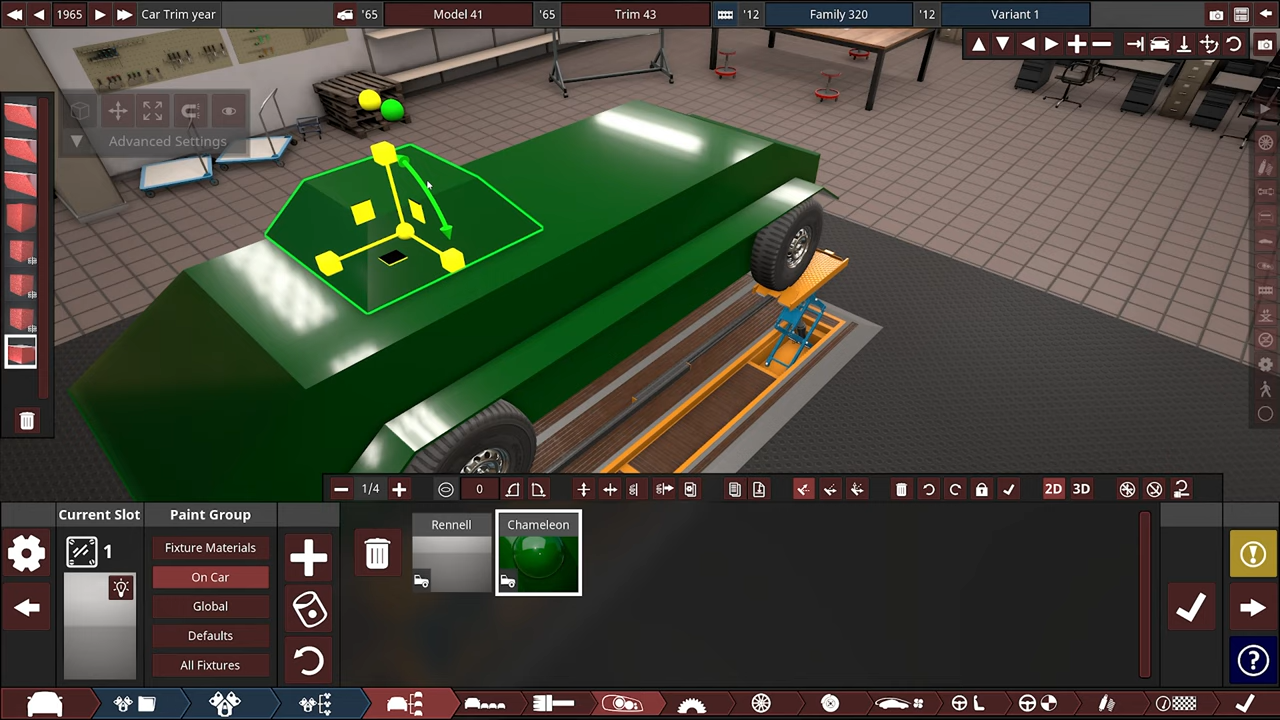 1965 Car Trim year '65 Model 41 '65 Trim 43 '12 Family 320 '12 Variant 1
Advanced Settings
1/4 0 2D 3D
Current Slot Paint Group
1
Fixture Materials
On Car
Global
Defaults
All Fixtures
Rennell Chameleon